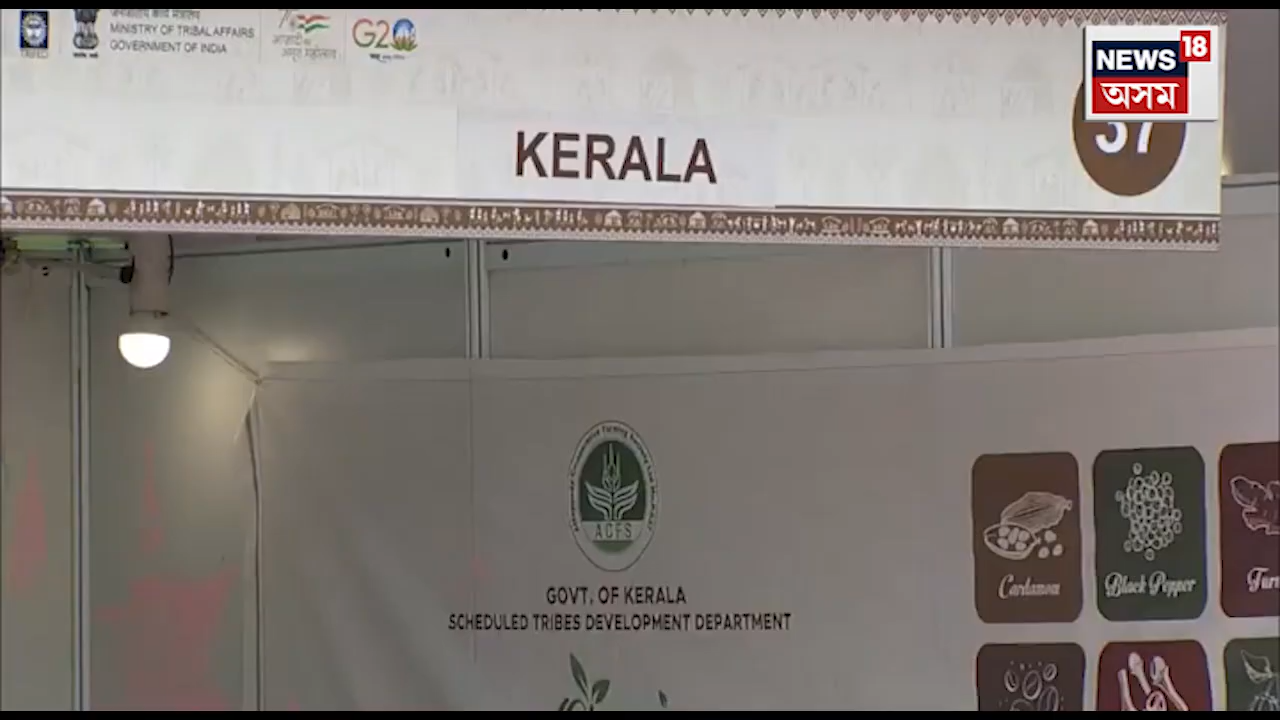 MINISTRY OF TRIBAL AFFAIRS
GOVERNMENT OF INDIA
G20
NEWS 18
অসম
KERALA
37
ACFS
GOVT. OF KERALA
SCHEDULED TRIBES DEVELOPMENT DEPARTMENT
Cardamom
Black Pepper